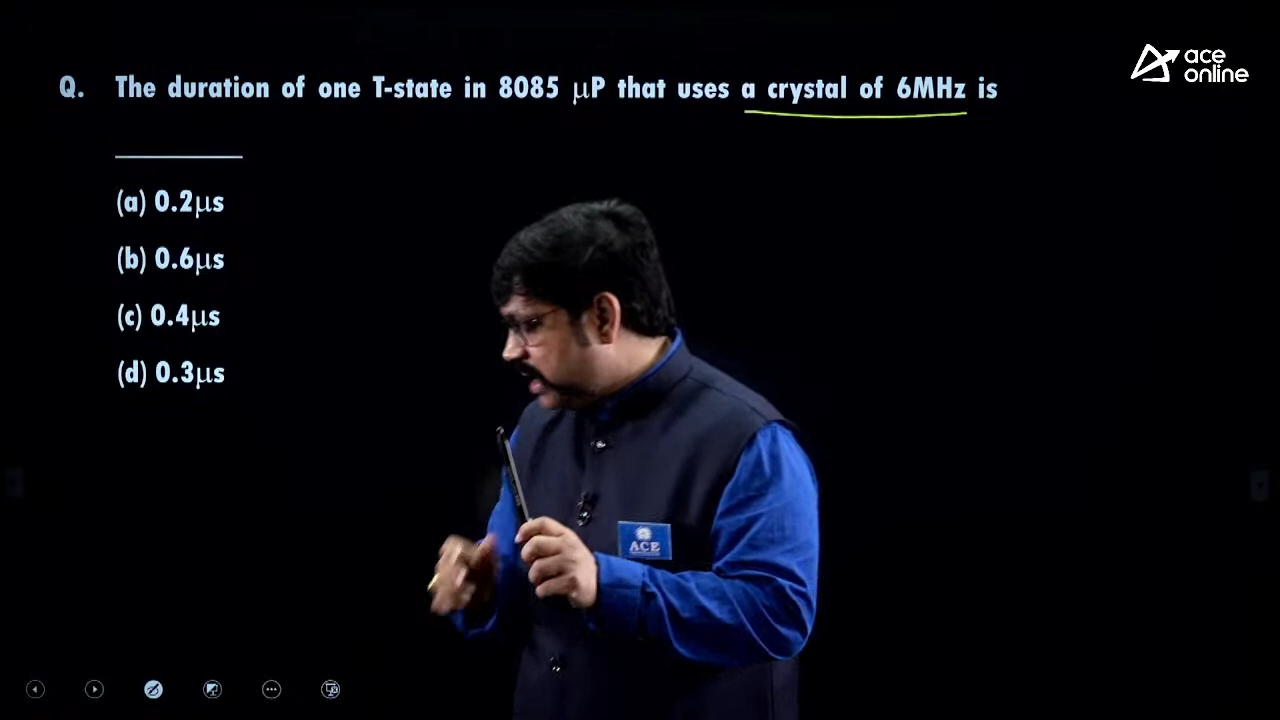 ace
online
Q. The duration of one T-state in 8085 μP that uses a crystal of 6MHz is
(a) 0.2μs
(b) 0.6μs
(c) 0.4μs
(d) 0.3μs
ACE